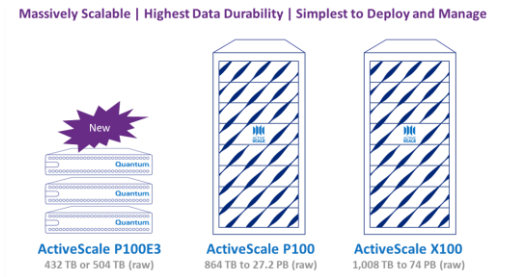 Massively Scalable | Highest Data Durability | Simplest to Deploy and Manage
New
Quantum
Quantum
Quantum
ActiveScale P100E3
432 TB or 504 TB (raw)
ActiveScale P100
864 TB to 27.2 PB (raw)
ActiveScale X100
1,008 TB to 74 PB (raw)